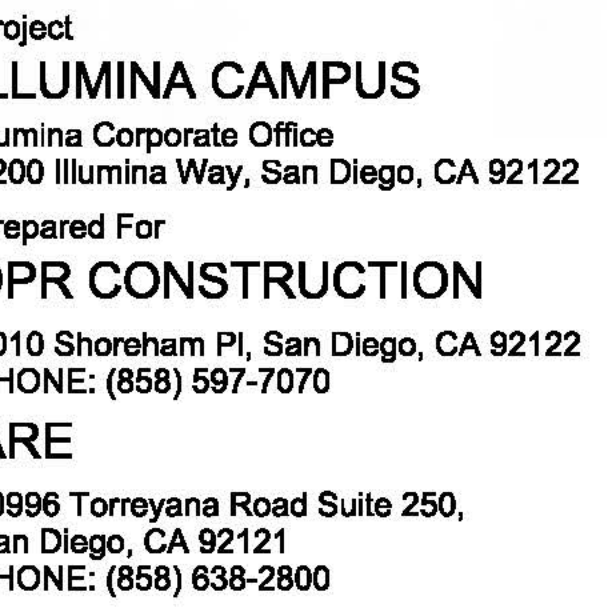 roject
LLUMINA CAMPUS
umina Corporate Office
200 Illumina Way, San Diego, CA 92122
repared For
DPR CONSTRUCTION
010 Shoreham Pl, San Diego, CA 92122
HONE: (858) 597-7070
ARE
0996 Torreyana Road Suite 250,
an Diego, CA 92121
HONE: (858) 638-2800